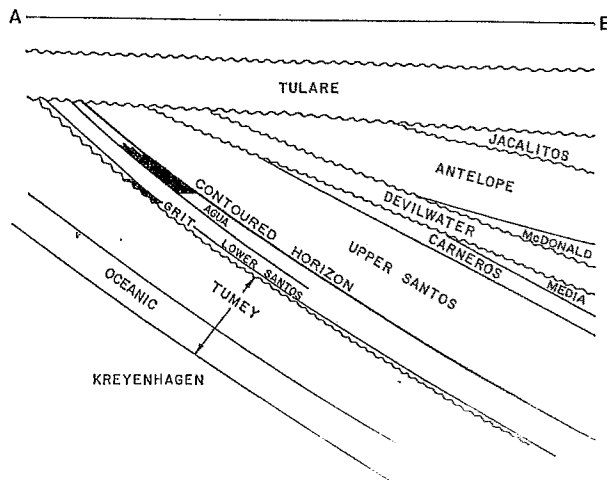 A B
TULARE
JACALITOS
ANTELOPE
DEVILWATER
McDONALD
CARNEROS
MEDIA
UPPER SANTOS
CONTOURED HORIZON
AGUA
GRIT
LOWER SANTOS
TUMEY
OCEANIC
KREYENHAGEN